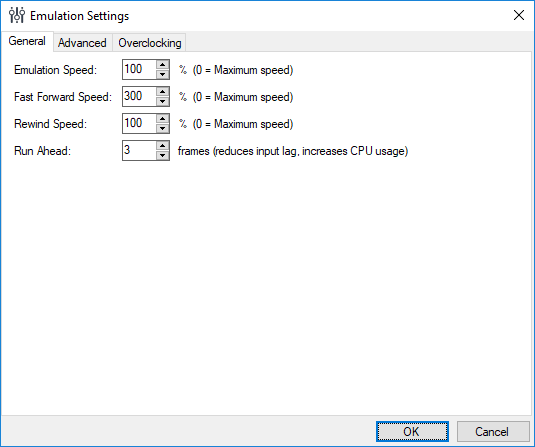 Emulation Settings
General Advanced Overclocking
Emulation Speed: 100 % (0 = Maximum speed)
Fast Forward Speed: 300 % (0 = Maximum speed)
Rewind Speed: 100 % (0 = Maximum speed)
Run Ahead: 3 frames (reduces input lag, increases CPU usage)
OK Cancel